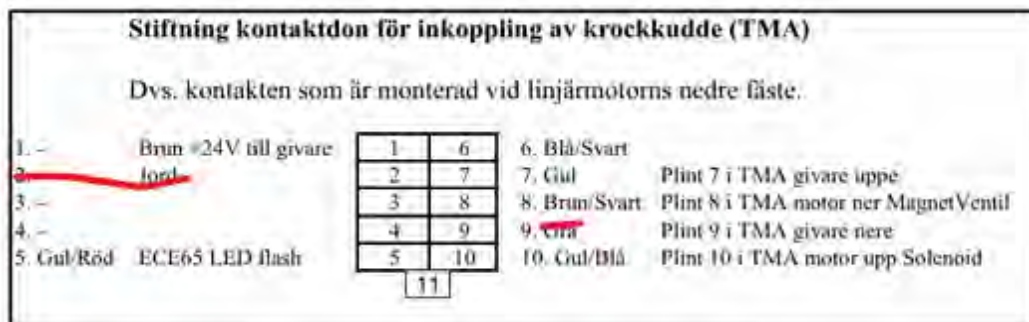 Stiftning kontaktdon för inkoppling av krockkudde (TMA)
Dvs. kontakten som är monterad vid linjärmotorns nedre fäste.
1. – Brun +24V till givare 1 6 6. Blå/Svart
2. Jord 2 7 7. Gul Plint 7 i TMA givare uppe
3. – 3 8 8. Brun/Svart Plint 8 i TMA motor ner MagnetVentil
4. – 4 9 9. Grå Plint 9 i TMA givare nere
5. Gul/Röd ECE65 LED flash 5 10 10. Gul/Blå Plint 10 i TMA motor upp Solenoid
11